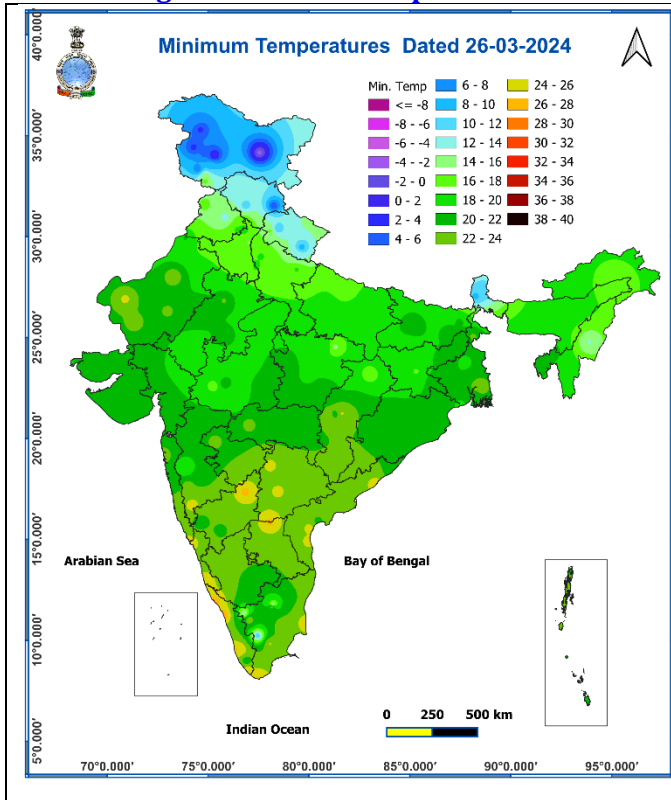 Minimum Temperatures Dated 26-03-2024
Min. Temp
<= -8
-8 - -6
-6 - -4
-4 - -2
-2 - 0
0 - 2
2 - 4
4 - 6
6 - 8
8 - 10
10 - 12
12 - 14
14 - 16
16 - 18
18 - 20
20 - 22
22 - 24
24 - 26
26 - 28
28 - 30
30 - 32
32 - 34
34 - 36
36 - 38
38 - 40
40°0.000'
35°0.000'
30°0.000'
25°0.000'
20°0.000'
15°0.000'
10°0.000'
5°0.000'
Arabian Sea
Bay of Bengal
Indian Ocean
0 250 500 km
70°0.000' 75°0.000' 80°0.000' 85°0.000' 90°0.000' 95°0.000'